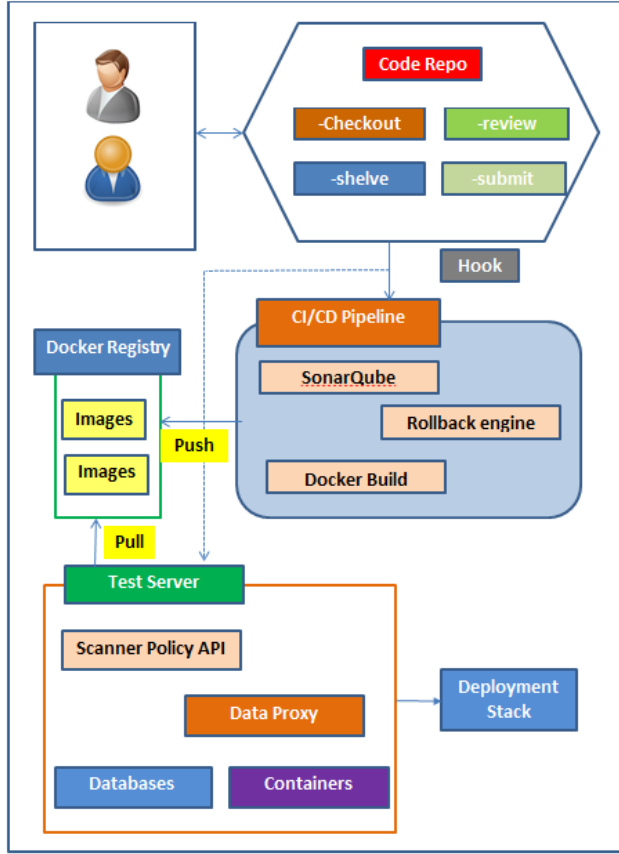 Code Repo
-Checkout
-review
-shelve
-submit
Hook
CI/CD Pipeline
Docker Registry
SonarQube
Images
Rollback engine
Push
Images
Docker Build
Pull
Test Server
Scanner Policy API
Deployment
Stack
Data Proxy
Databases
Containers